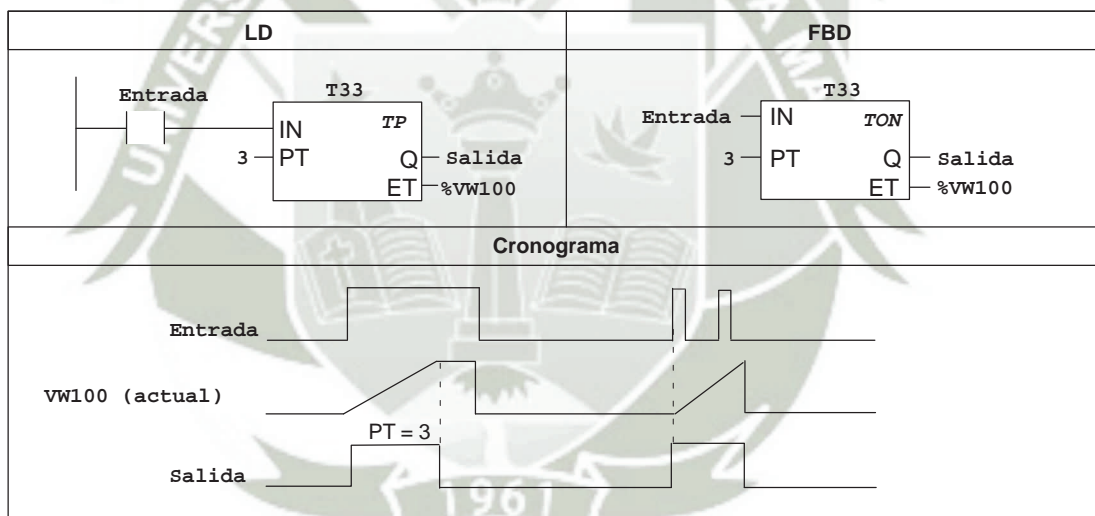 LD
FBD
Entrada
T33
IN
TP
3
PT
Q
Salida
ET
%VW100
T33
Entrada
IN
TON
3
PT
Q
Salida
ET
%VW100
Cronograma
Entrada
VW100 (actual)
PT = 3
Salida
1961